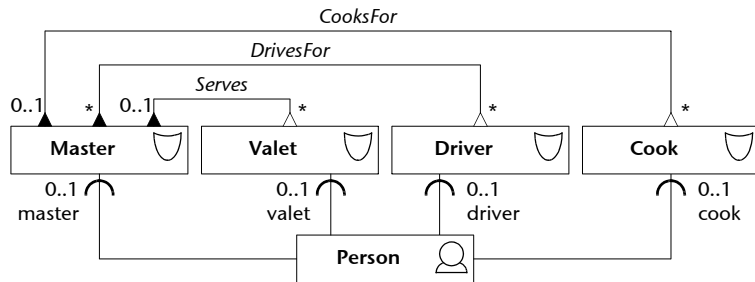 CooksFor
DrivesFor
Serves
0..1 * 0..1 * * *
Master Valet Driver Cook
0..1 0..1 0..1 0..1
master valet driver cook
Person